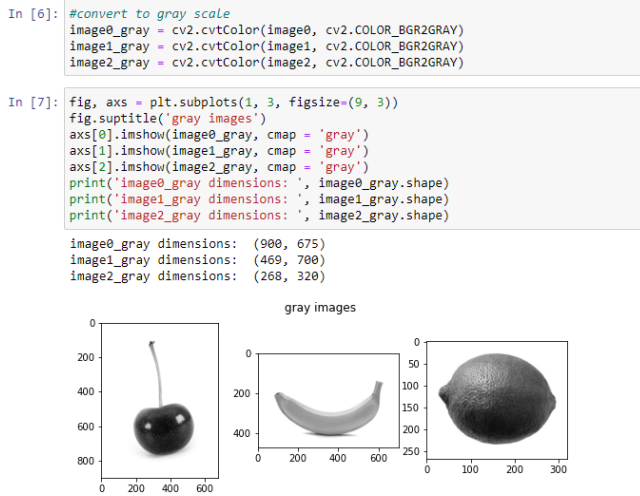 In [6]: #convert to gray scale
image0_gray = cv2.cvtColor(image0, cv2.COLOR_BGR2GRAY)
image1_gray = cv2.cvtColor(image1, cv2.COLOR_BGR2GRAY)
image2_gray = cv2.cvtColor(image2, cv2.COLOR_BGR2GRAY)
In [7]: fig, axs = plt.subplots(1, 3, figsize=(9, 3))
fig.suptitle('gray images')
axs[0].imshow(image0_gray, cmap = 'gray')
axs[1].imshow(image1_gray, cmap = 'gray')
axs[2].imshow(image2_gray, cmap = 'gray')
print('image0_gray dimensions: ', image0_gray.shape)
print('image1_gray dimensions: ', image1_gray.shape)
print('image2_gray dimensions: ', image2_gray.shape)
image0_gray dimensions:  (900, 675)
image1_gray dimensions:  (469, 700)
image2_gray dimensions:  (268, 320)
gray images
0
200
400
600
800
0 200 400 600
0
200
400
0 200 400 600
0
50
100
150
200
250
0 100 200 300